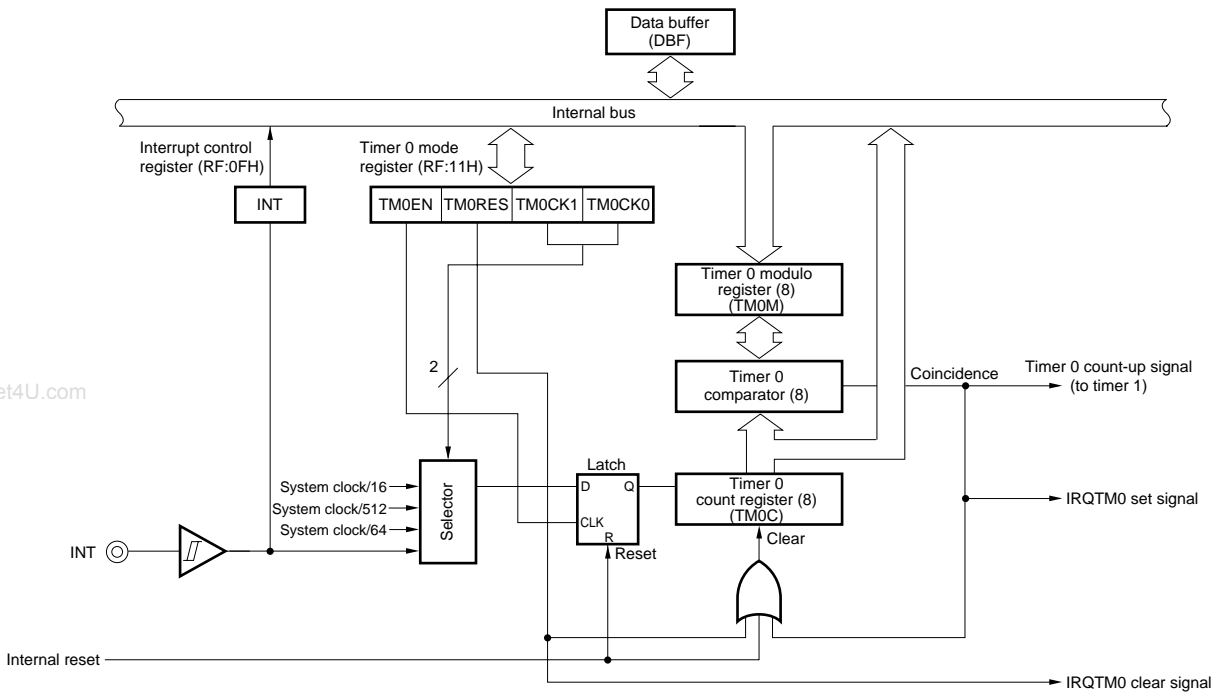 Data buffer
(DBF)
Internal bus
Interrupt control
register (RF:0FH)
Timer 0 mode
register (RF:11H)
INT
TM0EN TM0RES TM0CK1 TM0CK0
Timer 0 modulo
register (8)
(TM0M)
2
et4U.com
Timer 0
comparator (8)
Coincidence
Timer 0 count-up signal
(to timer 1)
Latch
System clock/16
System clock/512
System clock/64
Selector
D
Q
CLK
R
Reset
Timer 0
count register (8)
(TM0C)
Clear
IRQTM0 set signal
INT
Internal reset
IRQTM0 clear signal